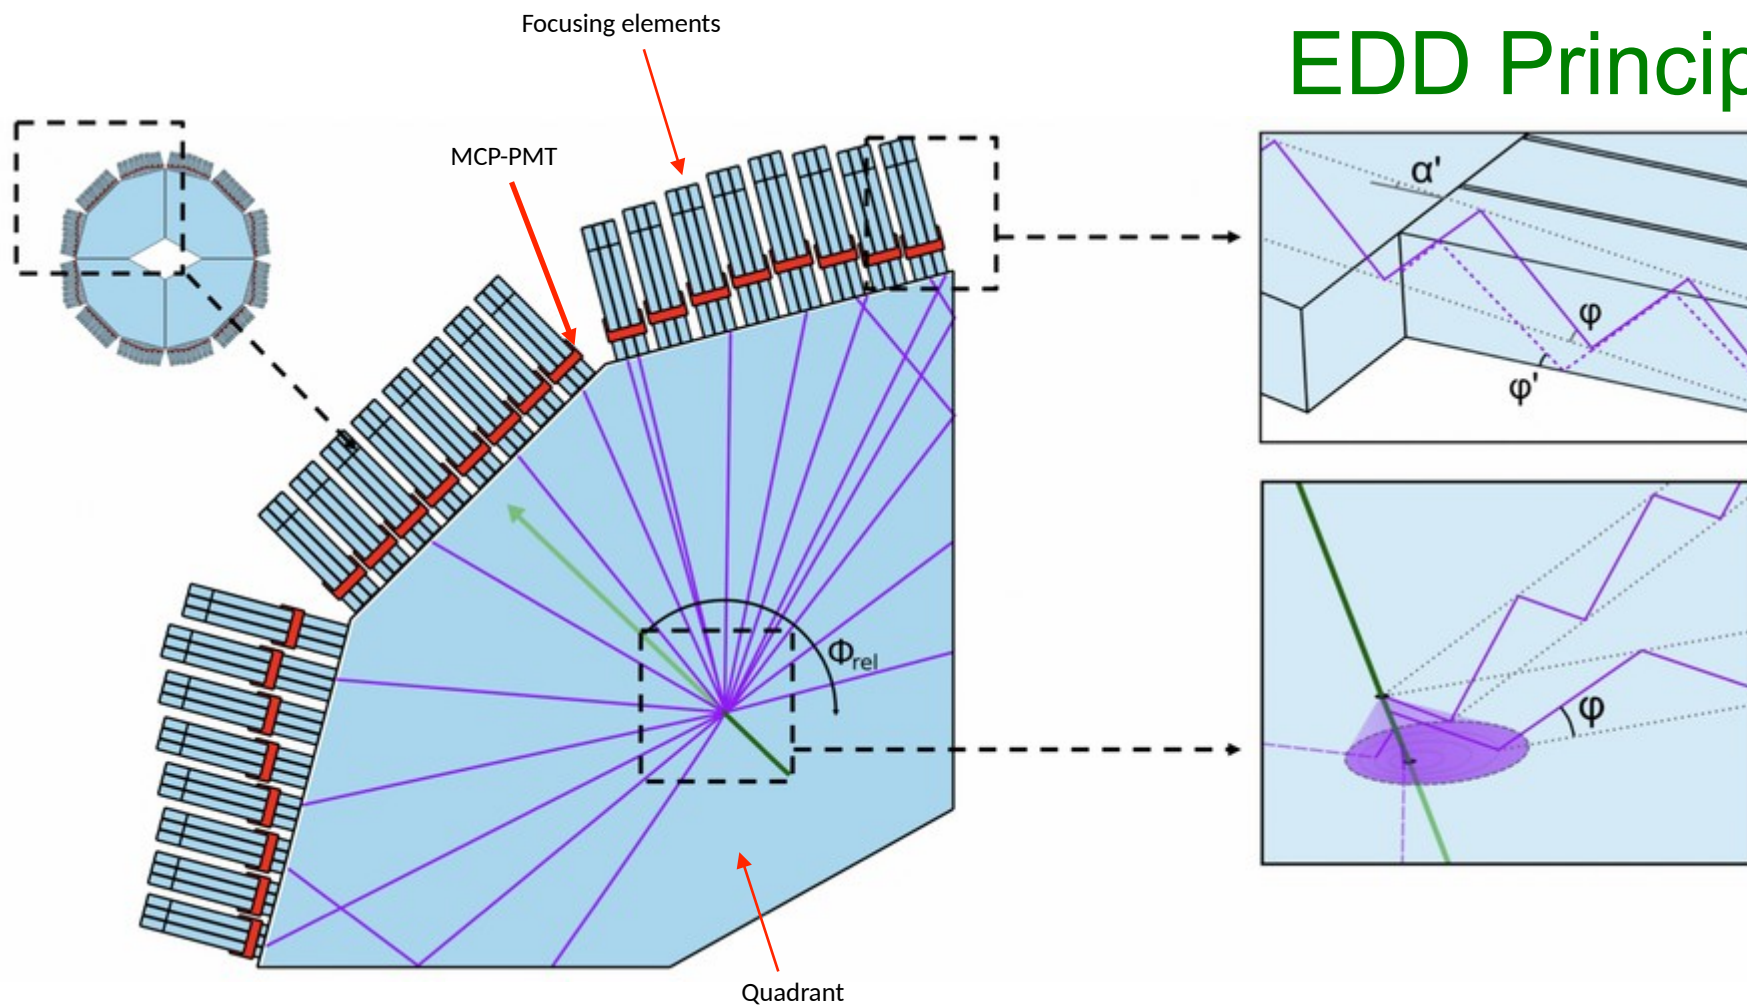 Focusing elements
EDD Princip
MCP-PMT
α'
φ
φ'
Φrel
φ
Quadrant